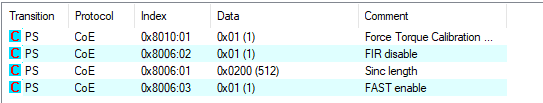 Transition Protocol Index Data Comment
C PS CoE 0x8010:01 0x01 (1) Force Torque Calibration ...
C PS CoE 0x8006:02 0x01 (1) FIR disable
C PS CoE 0x8006:01 0x0200 (512) Sinc length
C PS CoE 0x8006:03 0x01 (1) FAST enable